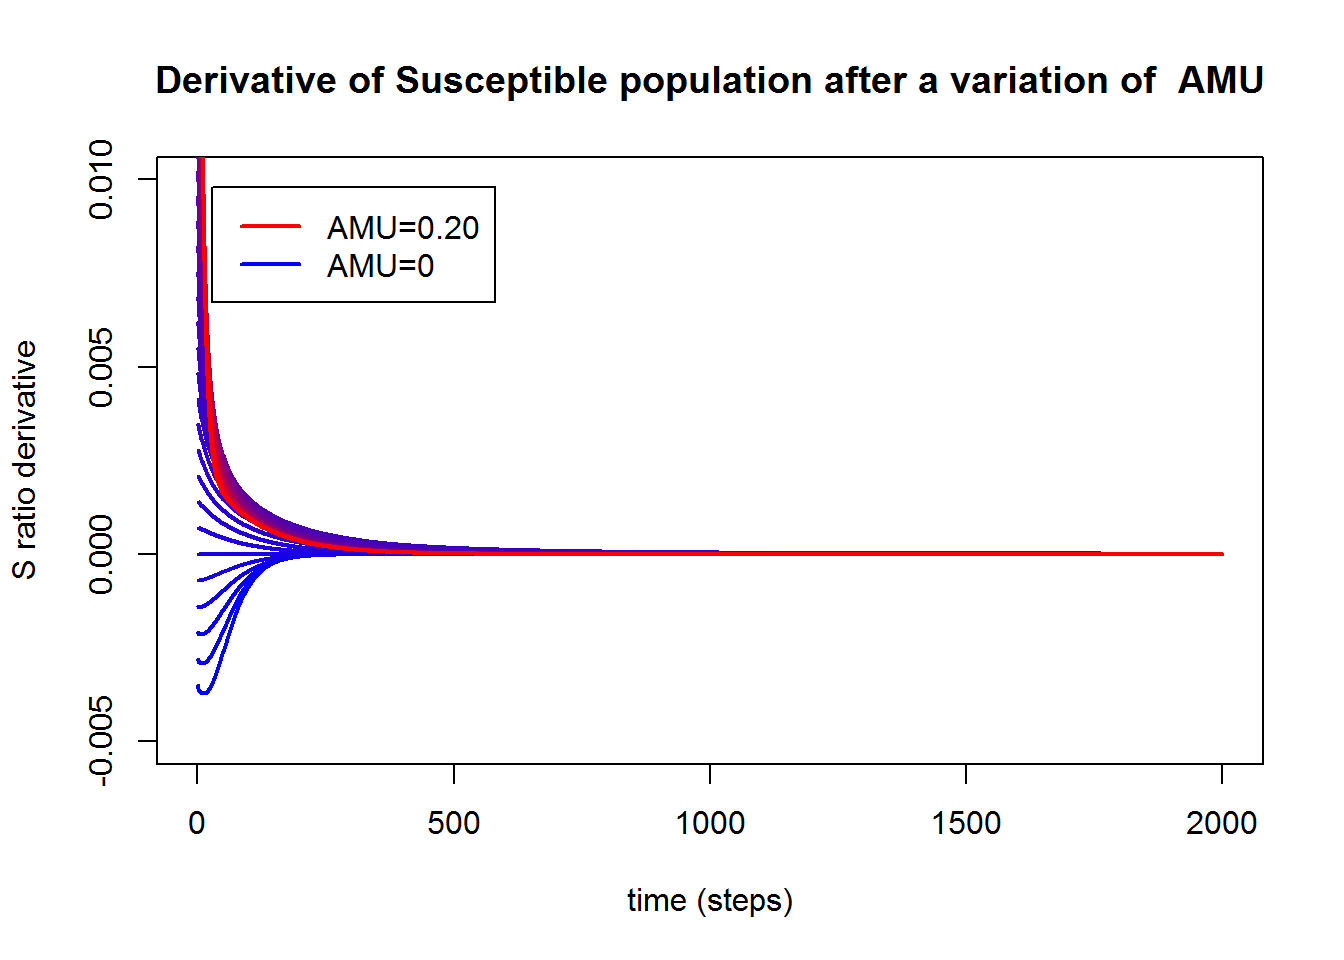 Derivative of Susceptible population after a variation of  AMU
S ratio derivative
0.010
0.005
0.000
-0.005
AMU=0.20
AMU=0
0
500
1000
1500
2000
time (steps)